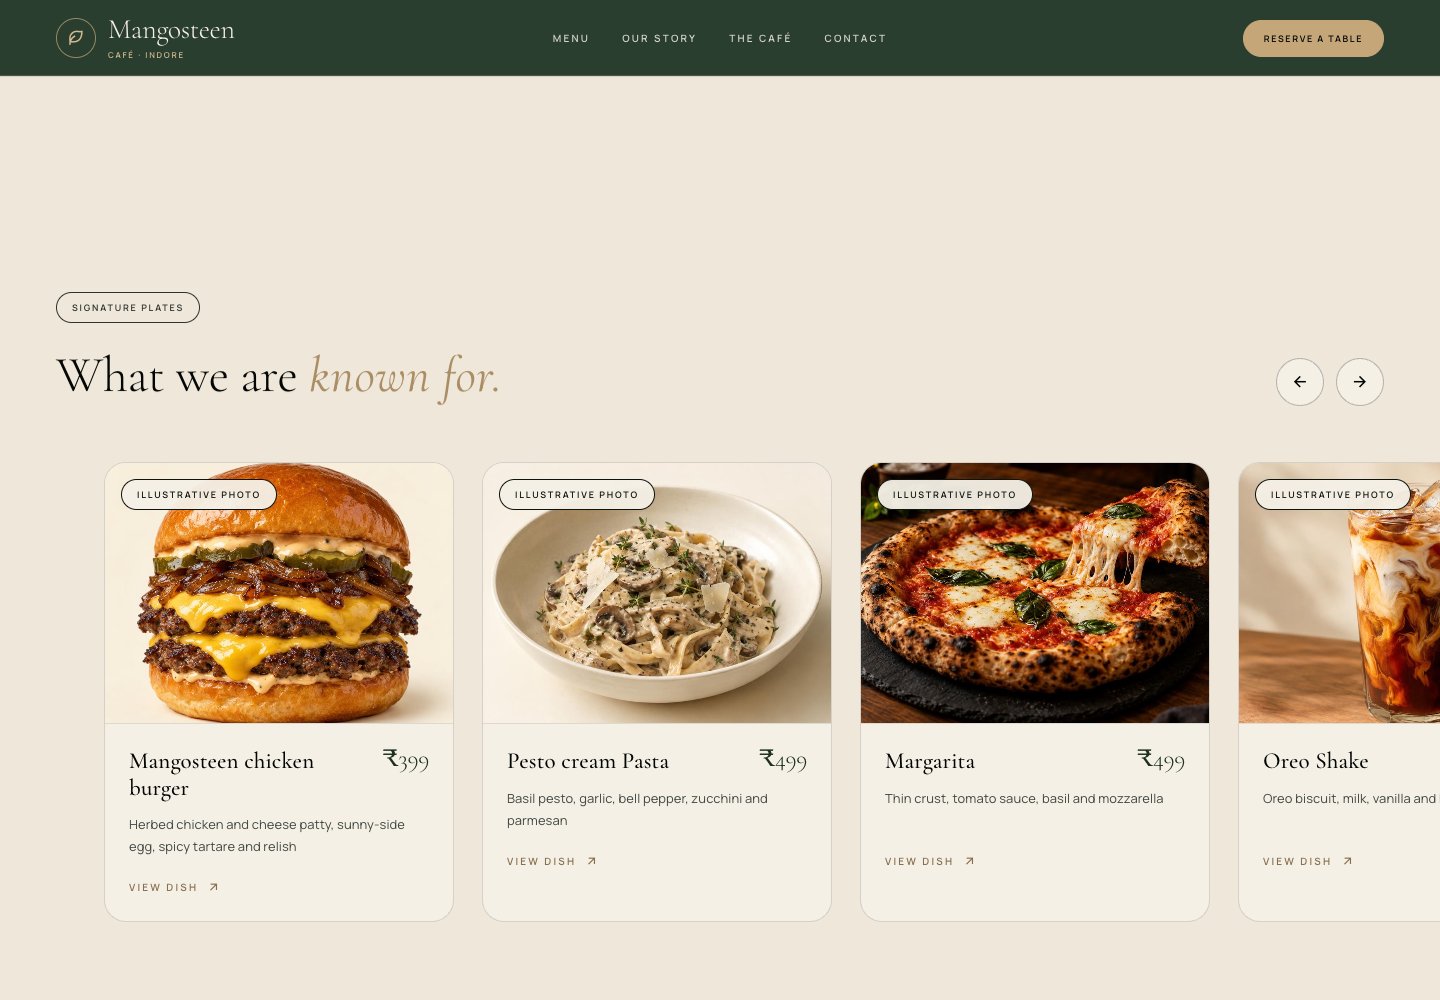 Mangosteen
CAFÉ · INDORE
MENU
OUR STORY
THE CAFÉ
CONTACT
RESERVE A TABLE
SIGNATURE PLATES
What we are known for.
ILLUSTRATIVE PHOTO
Mangosteen chicken
burger
₹399
Herbed chicken and cheese patty, sunny-side
egg, spicy tartare and relish
VIEW DISH
ILLUSTRATIVE PHOTO
Pesto cream Pasta
₹499
Basil pesto, garlic, bell pepper, zucchini and
parmesan
VIEW DISH
ILLUSTRATIVE PHOTO
Margarita
₹499
Thin crust, tomato sauce, basil and mozzarella
VIEW DISH
ILLUSTRATIVE PHOTO
Oreo Shake
Oreo biscuit, milk, vanilla and
VIEW DISH